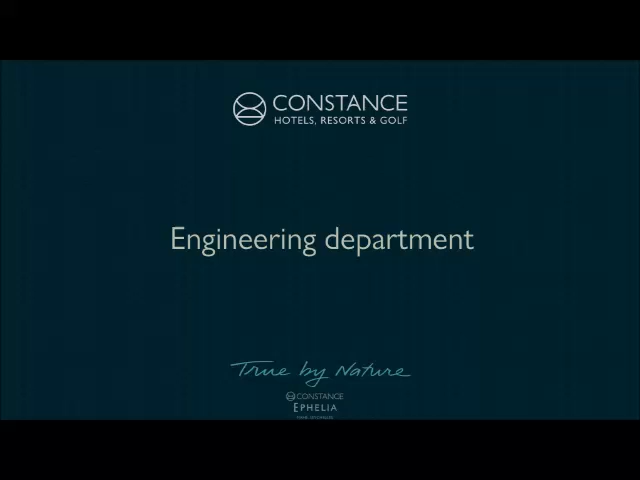 CONSTANCE
HOTELS, RESORTS & GOLF
Engineering department
True by Nature
CONSTANCE
EPHELIA